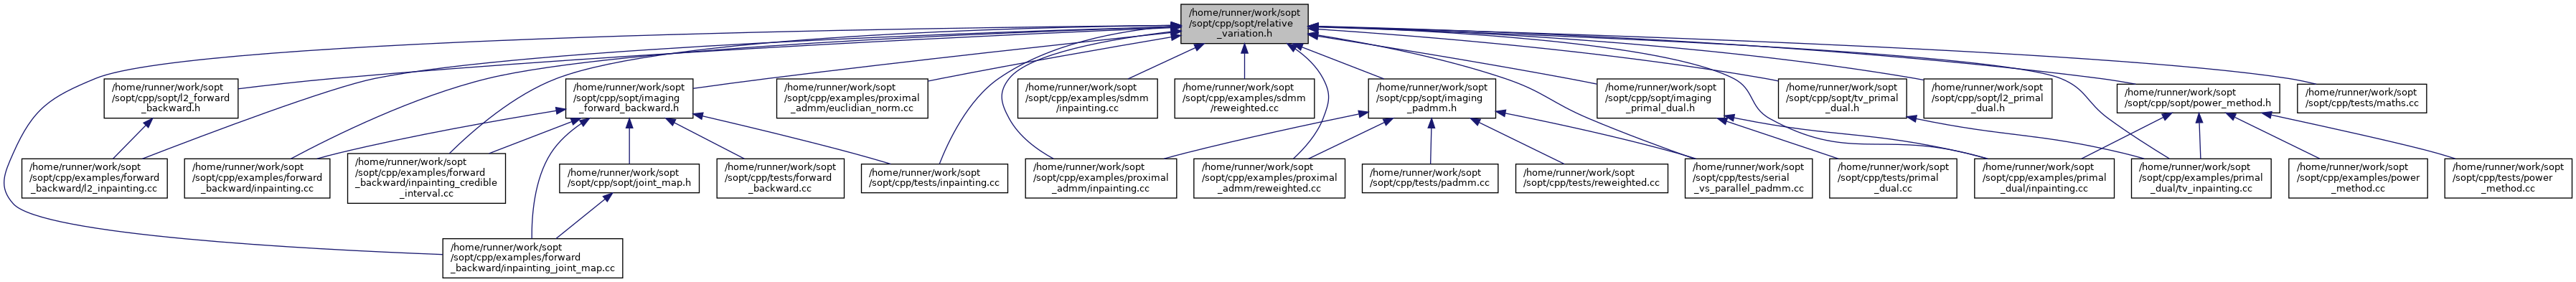 /home/runner/work/sopt
/sopt/cpp/sopt/relative
_variation.h
/home/runner/work/sopt
/sopt/cpp/sopt/l2_forward
_backward.h
/home/runner/work/sopt
/sopt/cpp/sopt/imaging
_forward_backward.h
/home/runner/work/sopt
/sopt/cpp/examples/proximal
_admm/euclidian_norm.cc
/home/runner/work/sopt
/sopt/cpp/examples/sdmm
/inpainting.cc
/home/runner/work/sopt
/sopt/cpp/examples/sdmm
/reweighted.cc
/home/runner/work/sopt
/sopt/cpp/sopt/imaging
_padmm.h
/home/runner/work/sopt
/sopt/cpp/sopt/imaging
_primal_dual.h
/home/runner/work/sopt
/sopt/cpp/sopt/tv_primal
_dual.h
/home/runner/work/sopt
/sopt/cpp/sopt/l2_primal
_dual.h
/home/runner/work/sopt
/sopt/cpp/sopt/power_method.h
/home/runner/work/sopt
/sopt/cpp/tests/maths.cc
/home/runner/work/sopt
/sopt/cpp/examples/forward
_backward/l2_inpainting.cc
/home/runner/work/sopt
/sopt/cpp/examples/forward
_backward/inpainting.cc
/home/runner/work/sopt
/sopt/cpp/examples/forward
_backward/inpainting_credible
_interval.cc
/home/runner/work/sopt
/sopt/cpp/sopt/joint_map.h
/home/runner/work/sopt
/sopt/cpp/tests/forward
_backward.cc
/home/runner/work/sopt
/sopt/cpp/tests/inpainting.cc
/home/runner/work/sopt
/sopt/cpp/examples/proximal
_admm/inpainting.cc
/home/runner/work/sopt
/sopt/cpp/examples/proximal
_admm/reweighted.cc
/home/runner/work/sopt
/sopt/cpp/tests/padmm.cc
/home/runner/work/sopt
/sopt/cpp/tests/reweighted.cc
/home/runner/work/sopt
/sopt/cpp/tests/serial
_vs_parallel_padmm.cc
/home/runner/work/sopt
/sopt/cpp/tests/primal
_dual.cc
/home/runner/work/sopt
/sopt/cpp/examples/primal
_dual/inpainting.cc
/home/runner/work/sopt
/sopt/cpp/examples/primal
_dual/tv_inpainting.cc
/home/runner/work/sopt
/sopt/cpp/examples/power
_method.cc
/home/runner/work/sopt
/sopt/cpp/tests/power
_method.cc
/home/runner/work/sopt
/sopt/cpp/examples/forward
_backward/inpainting_joint_map.cc